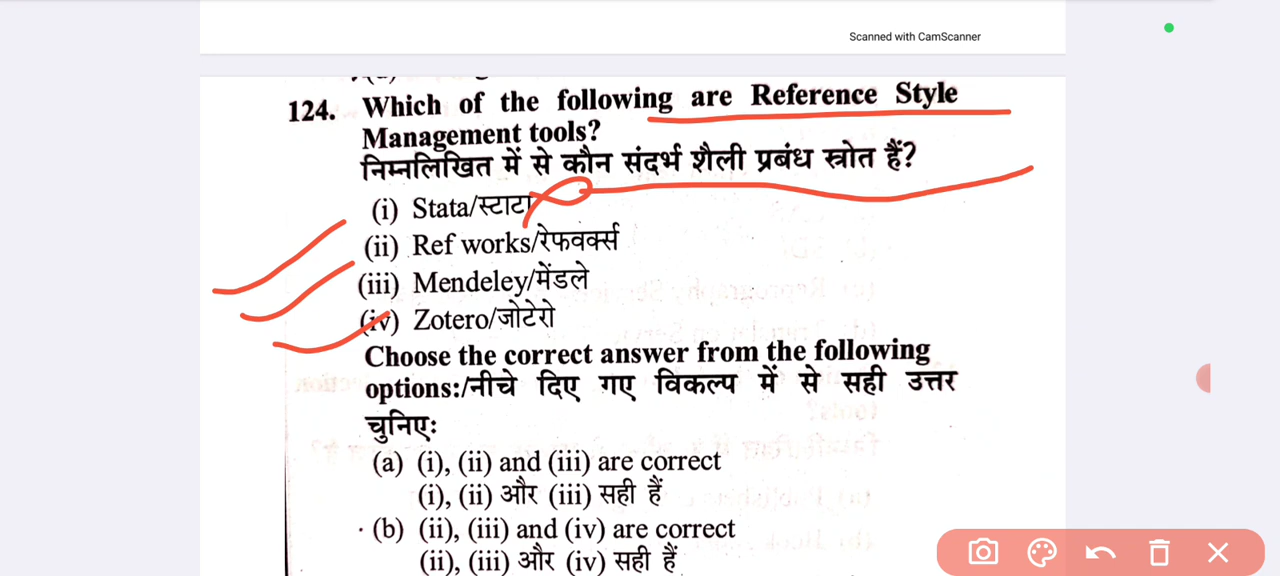 Scanned with CamScanner
124. Which of the following are Reference Style
Management tools?
निम्नलिखित में से कौन संदर्भ शैली प्रबंध स्त्रोत हैं?
(i) Stata/स्टाटा
(ii) Ref works/रेफवर्क्स
(iii) Mendeley/मेंडले
(iv) Zotero/जोटेरो
Choose the correct answer from the following
options:/नीचे दिए गए विकल्प में से सही उत्तर
चुनिए:
(a) (i), (ii) and (iii) are correct
(i), (ii) और (iii) सही हैं
(b) (ii), (iii) and (iv) are correct
(ii), (iii) और (iv) सही हैं